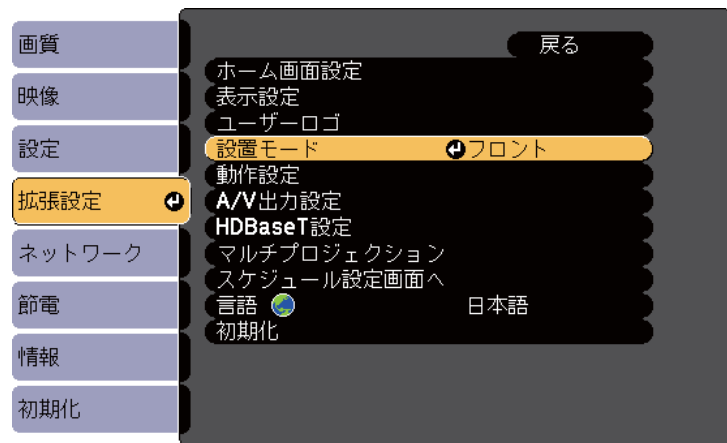 画質
映像
設定
拡張設定
ネットワーク
節電
情報
初期化
戻る
ホーム画面設定
表示設定
ユーザーロゴ
設置モード フロント
動作設定
A/V出力設定
HDBaseT設定
マルチプロジェクション
スケジュール設定画面へ
言語 日本語
初期化